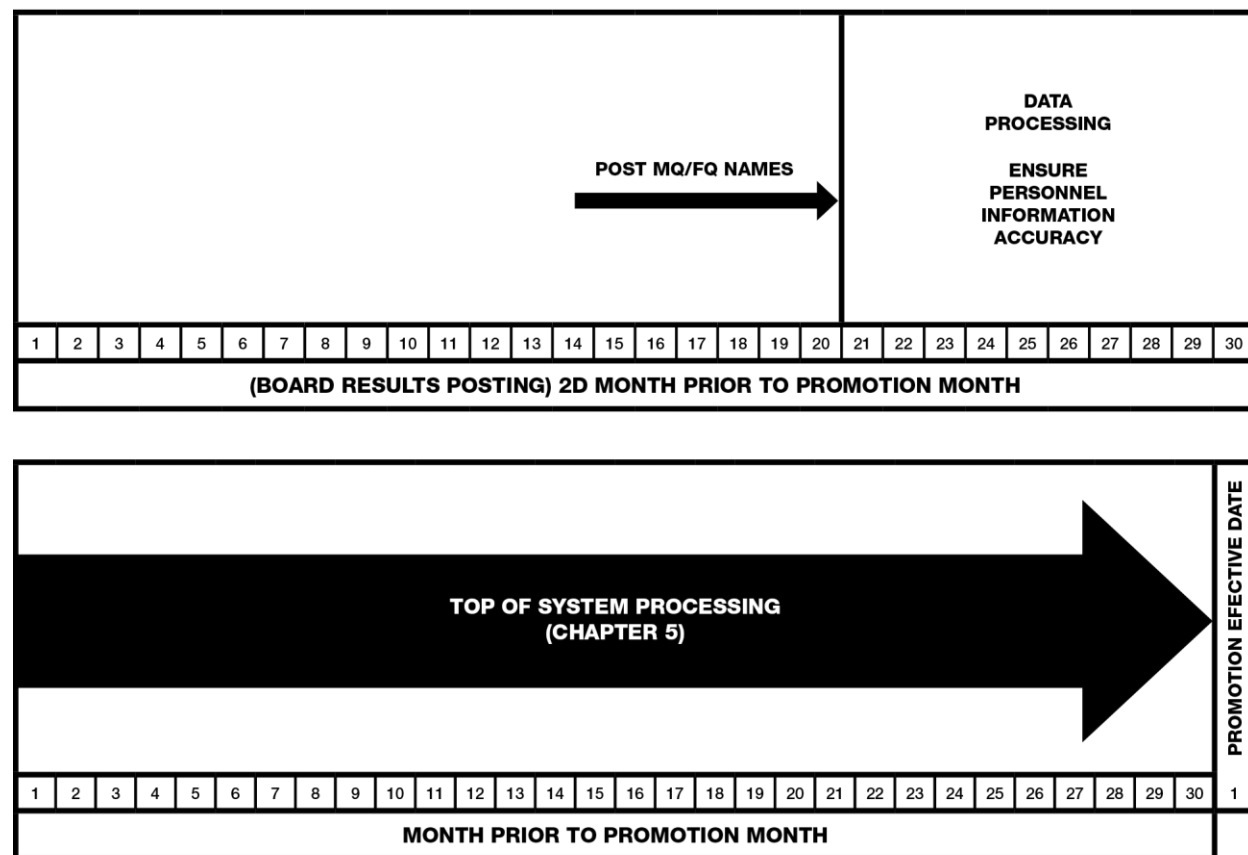 POST MQ/FQ NAMES
DATA
PROCESSING
ENSURE
PERSONNEL
INFORMATION
ACCURACY
1 2 3 4 5 6 7 8 9 10 11 12 13 14 15 16 17 18 19 20 21 22 23 24 25 26 27 28 29 30
(BOARD RESULTS POSTING) 2D MONTH PRIOR TO PROMOTION MONTH
TOP OF SYSTEM PROCESSING
(CHAPTER 5)
PROMOTION EFECTIVE DATE
1 2 3 4 5 6 7 8 9 10 11 12 13 14 15 16 17 18 19 20 21 22 23 24 25 26 27 28 29 30 1
MONTH PRIOR TO PROMOTION MONTH